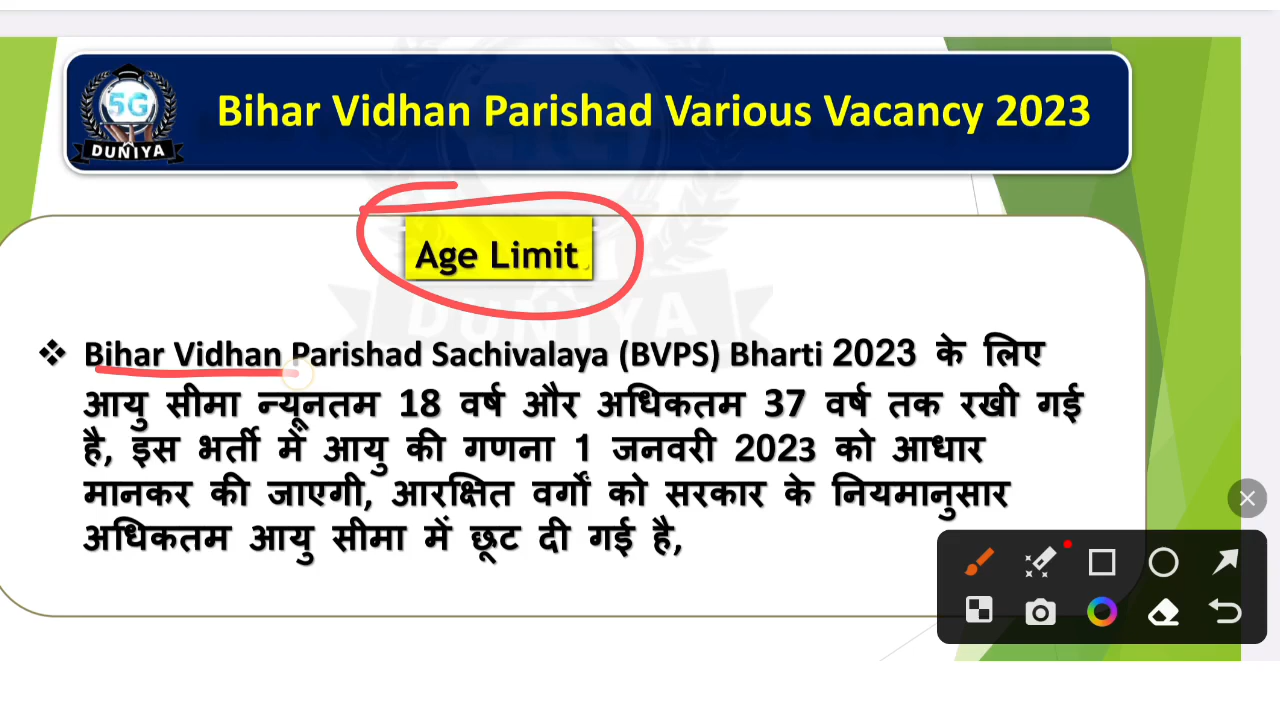 5G
DUNIYA
Bihar Vidhan Parishad Various Vacancy 2023
Age Limit
DUNIYA
❖ Bihar Vidhan Parishad Sachivalaya (BVPS) Bharti 2023 के लिए
आयु सीमा न्यूनतम 18 वर्ष और अधिकतम 37 वर्ष तक रखी गई
है, इस भर्ती में आयु की गणना 1 जनवरी 2023 को आधार
मानकर की जाएगी, आरक्षित वर्गों को सरकार के नियमानुसार
अधिकतम आयु सीमा में छूट दी गई है,